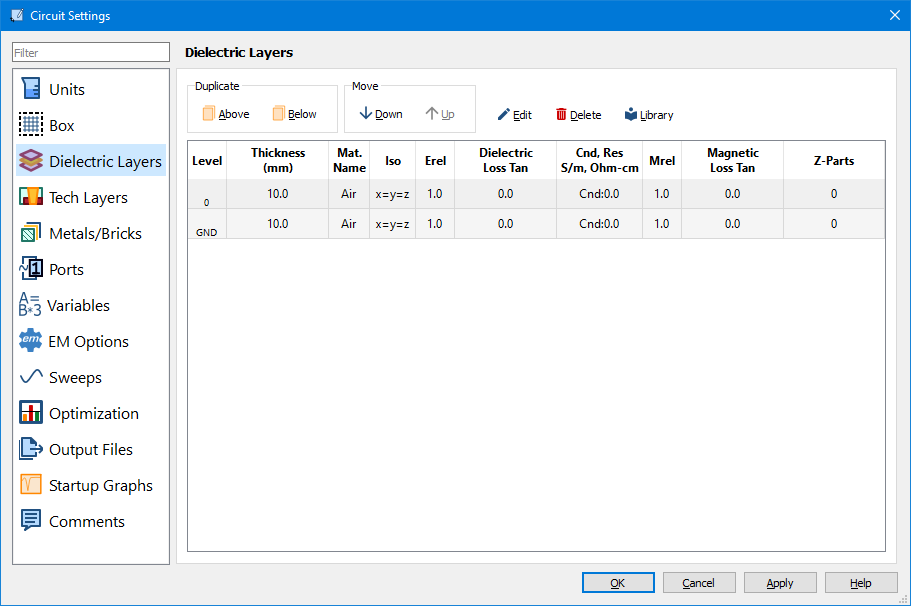 Circuit Settings
Filter
Units
Box
Dielectric Layers
Tech Layers
Metals/Bricks
Ports
Variables
EM Options
Sweeps
Optimization
Output Files
Startup Graphs
Comments
Dielectric Layers
Duplicate
Above Below
Move
Down Up
Edit Delete Library
Level Thickness (mm) Mat. Name Iso Erel Dielectric Loss Tan Cnd, Res S/m, Ohm-cm Mrel Magnetic Loss Tan Z-Parts
0 10.0 Air x=y=z 1.0 0.0 Cnd:0.0 1.0 0.0 0
GND 10.0 Air x=y=z 1.0 0.0 Cnd:0.0 1.0 0.0 0
OK Cancel Apply Help